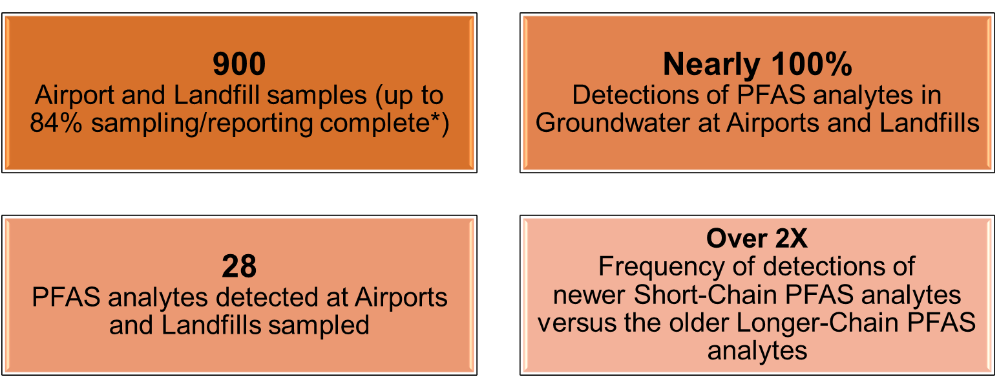 900
Airport and Landfill samples (up to
84% sampling/reporting complete*)
Nearly 100%
Detections of PFAS analytes in
Groundwater at Airports and Landfills
28
PFAS analytes detected at Airports
and Landfills sampled
Over 2X
Frequency of detections of
newer Short-Chain PFAS analytes
versus the older Longer-Chain PFAS
analytes